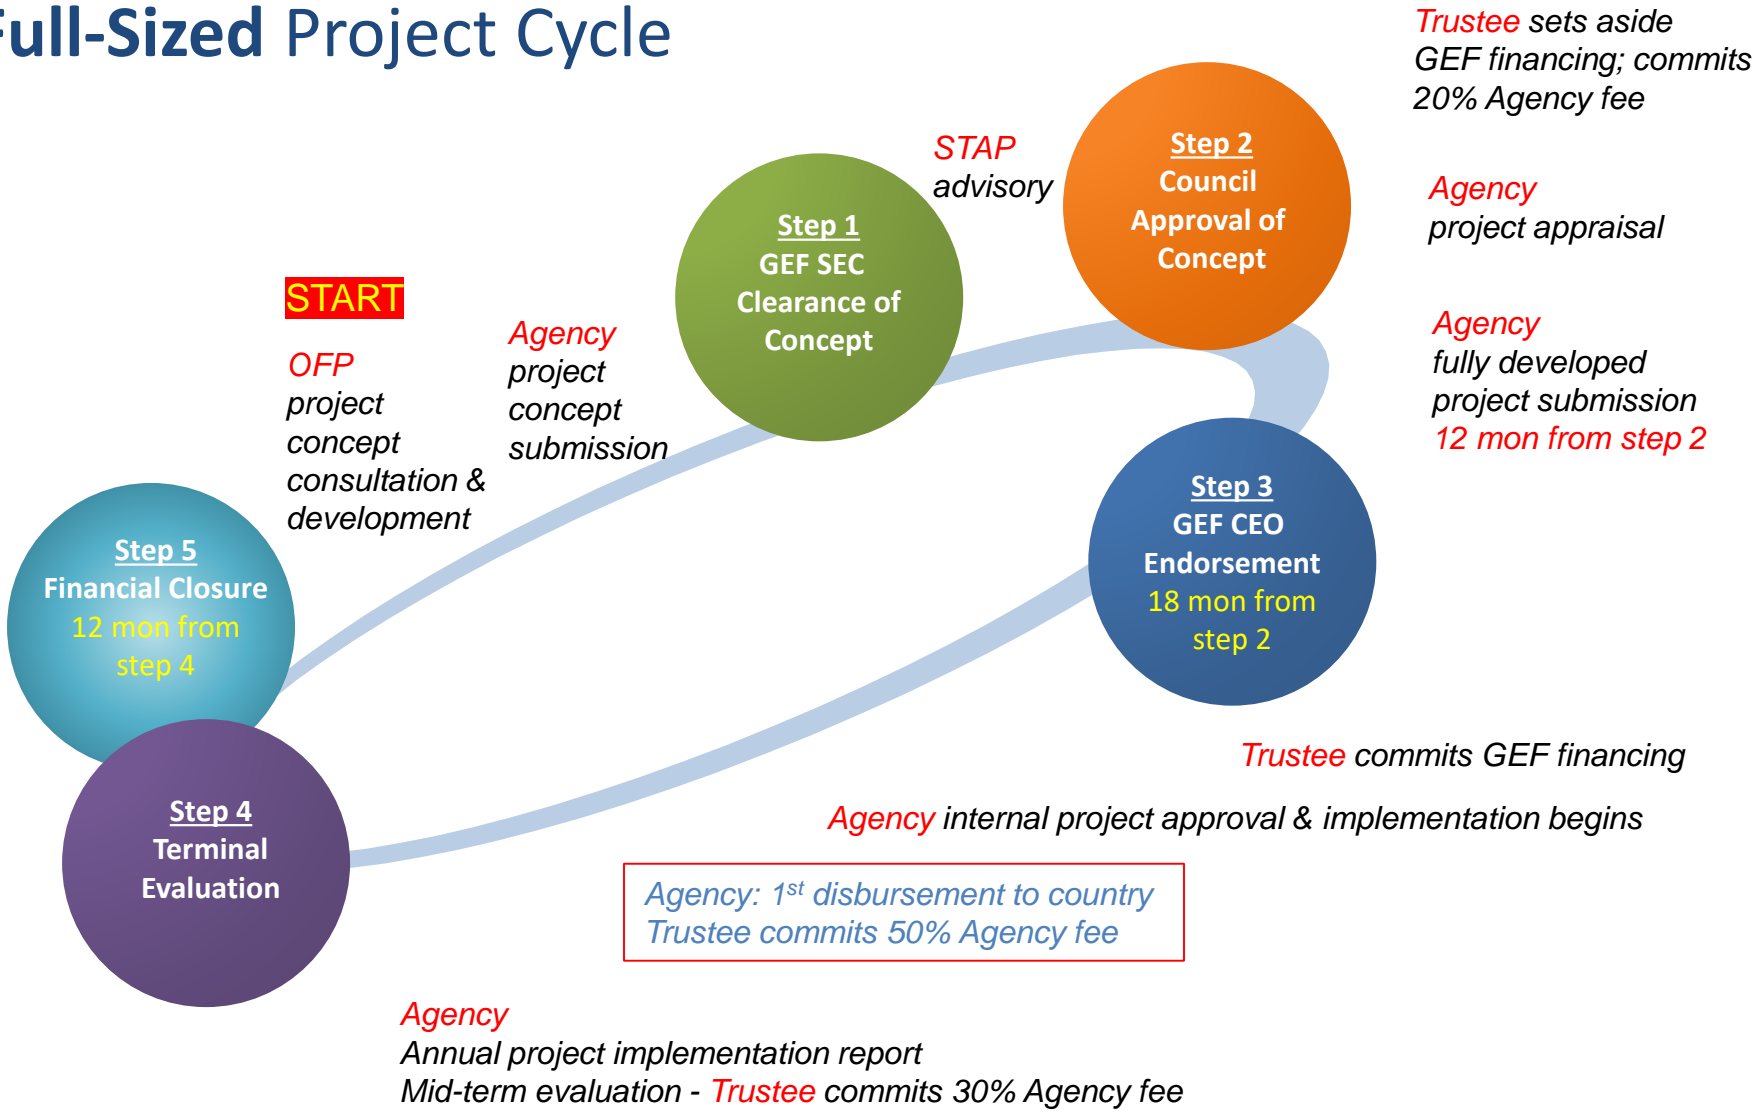 Full-Sized Project Cycle
Trustee sets aside
GEF financing; commits
20% Agency fee
STAP
advisory
Step 2
Council
Approval of
Concept
Agency
project appraisal
Step 1
GEF SEC
Clearance of
Concept
START
OFP
project
concept
consultation &
development
Agency
project
concept
submission
Agency
fully developed
project submission
12 mon from step 2
Step 3
GEF CEO
Endorsement
18 mon from
step 2
Step 5
Financial Closure
12 mon from
step 4
Trustee commits GEF financing
Agency internal project approval & implementation begins
Step 4
Terminal
Evaluation
Agency: 1st disbursement to country
Trustee commits 50% Agency fee
Agency
Annual project implementation report
Mid-term evaluation - Trustee commits 30% Agency fee